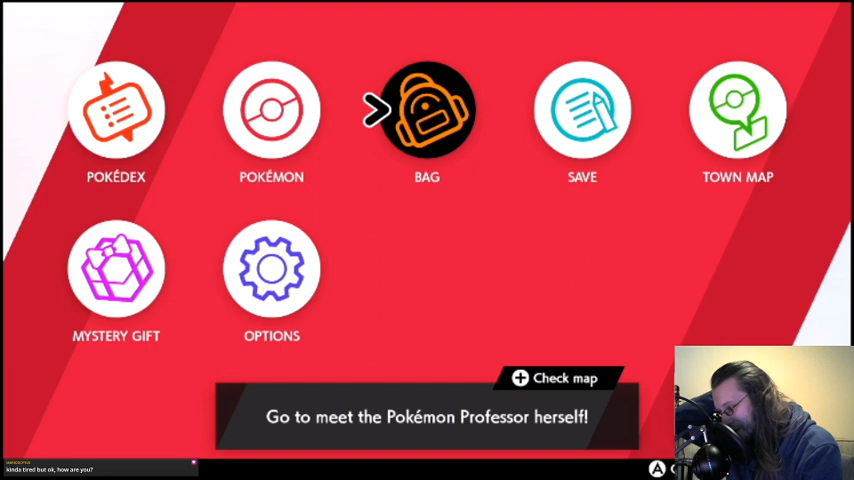 POKÉDEX
POKÉMON
BAG
SAVE
TOWN MAP
MYSTERY GIFT
OPTIONS
Check map
Go to meet the Pokémon Professor herself!
kinda tired but ok, how are you?
A